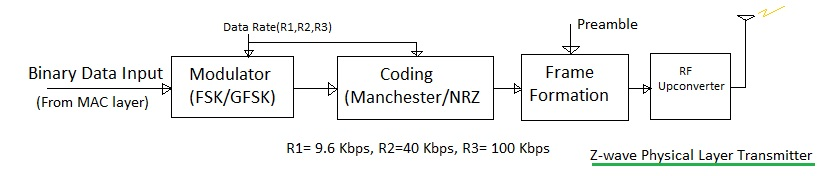 Data Rate(R1,R2,R3)
Preamble
Binary Data Input
(From MAC layer)
Modulator
(FSK/GFSK)
Coding
(Manchester/NRZ
Frame
Formation
RF
Upconverter
R1= 9.6 Kbps, R2=40 Kbps, R3= 100 Kbps
Z-wave Physical Layer Transmitter